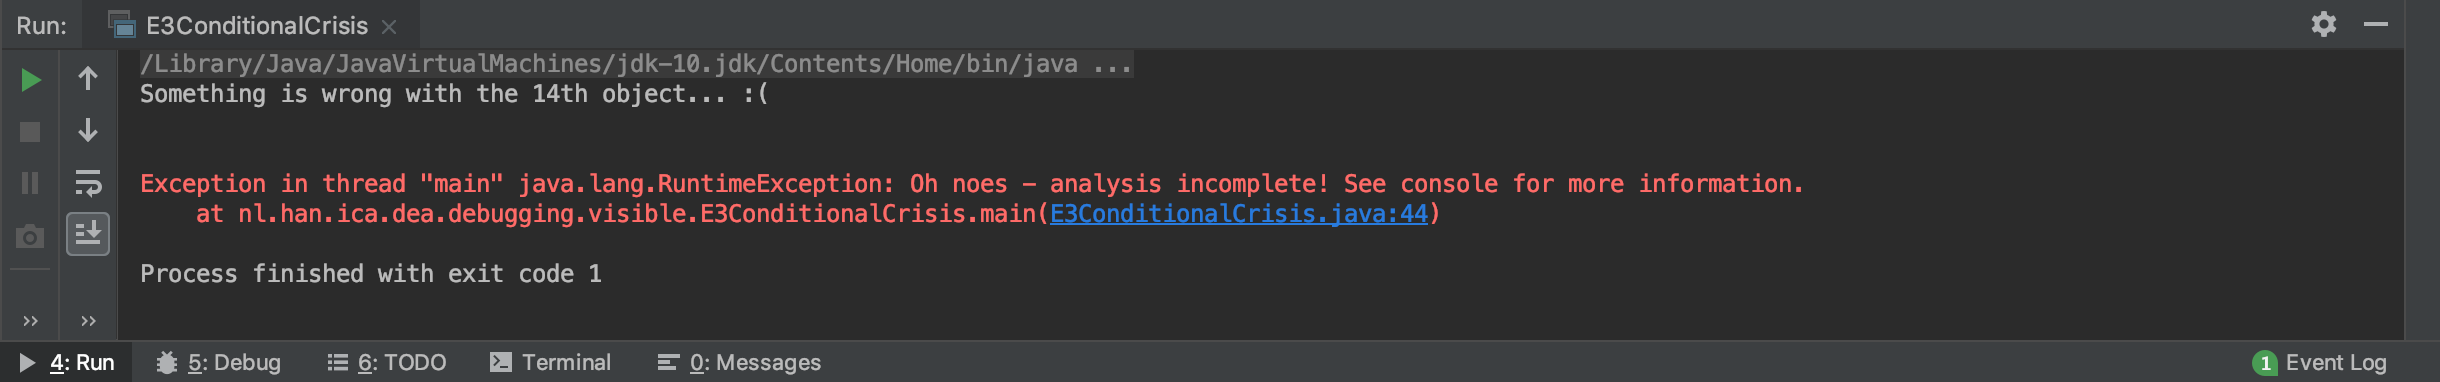 Run: E3ConditionalCrisis
/Library/Java/JavaVirtualMachines/jdk-10.jdk/Contents/Home/bin/java ...
Something is wrong with the 14th object... :(
Exception in thread "main" java.lang.RuntimeException: Oh noes – analysis incomplete! See console for more information.
at nl.han.ica.dea.debugging.visible.E3ConditionalCrisis.main(E3ConditionalCrisis.java:44)
Process finished with exit code 1
4: Run 5: Debug 6: TODO Terminal 0: Messages 1 Event Log